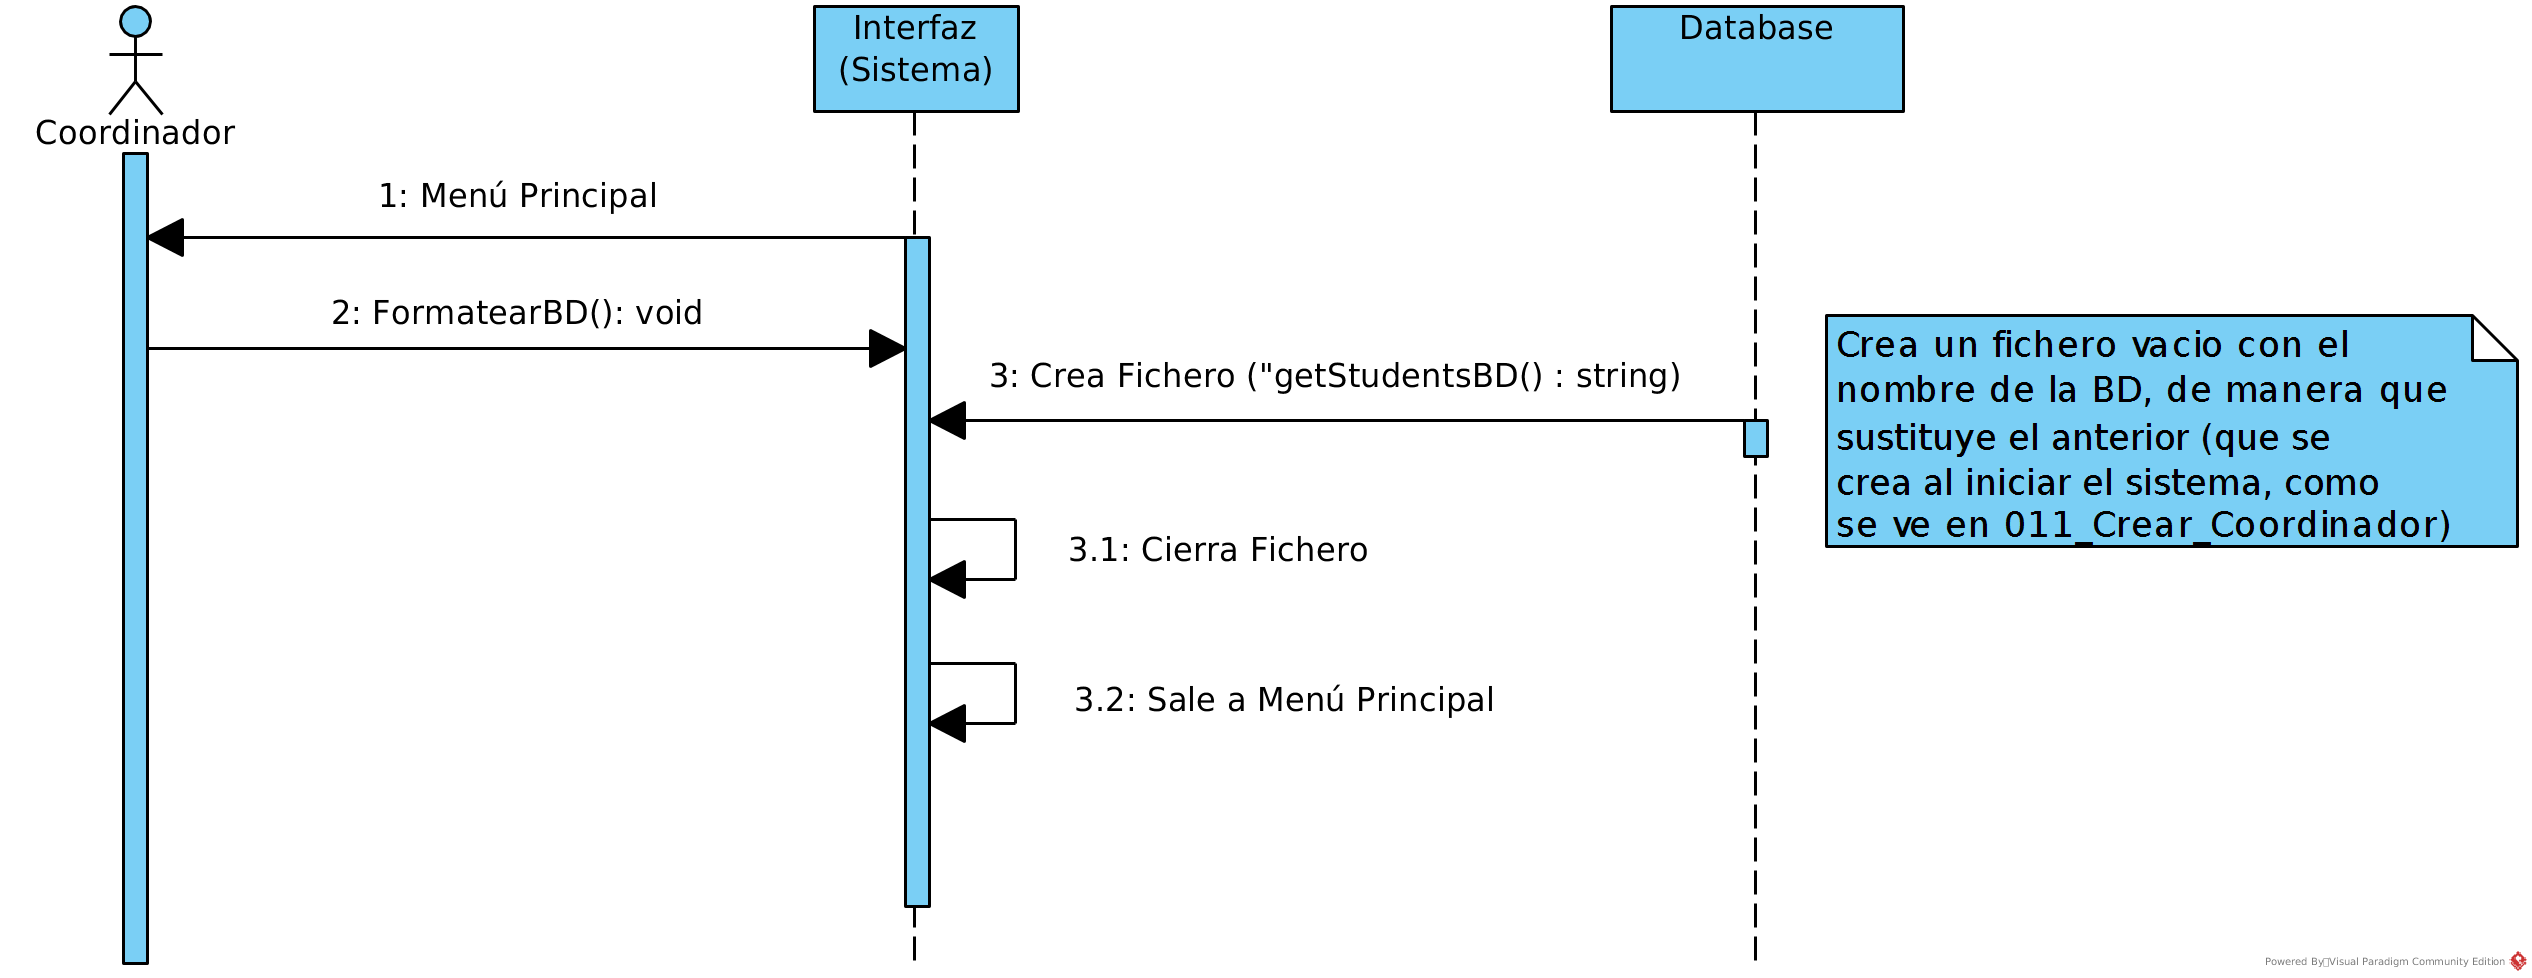 Coordinador
Interfaz
(Sistema)
Database
1: Menú Principal
2: FormatearBD(): void
3: Crea Fichero ("getStudentsBD() : string)
3.1: Cierra Fichero
3.2: Sale a Menú Principal
Crea un fichero vacio con el
nombre de la BD, de manera que
sustituye el anterior (que se
crea al iniciar el sistema, como
se ve en 011_Crear_Coordinador)
Powered By Visual Paradigm Community Edition